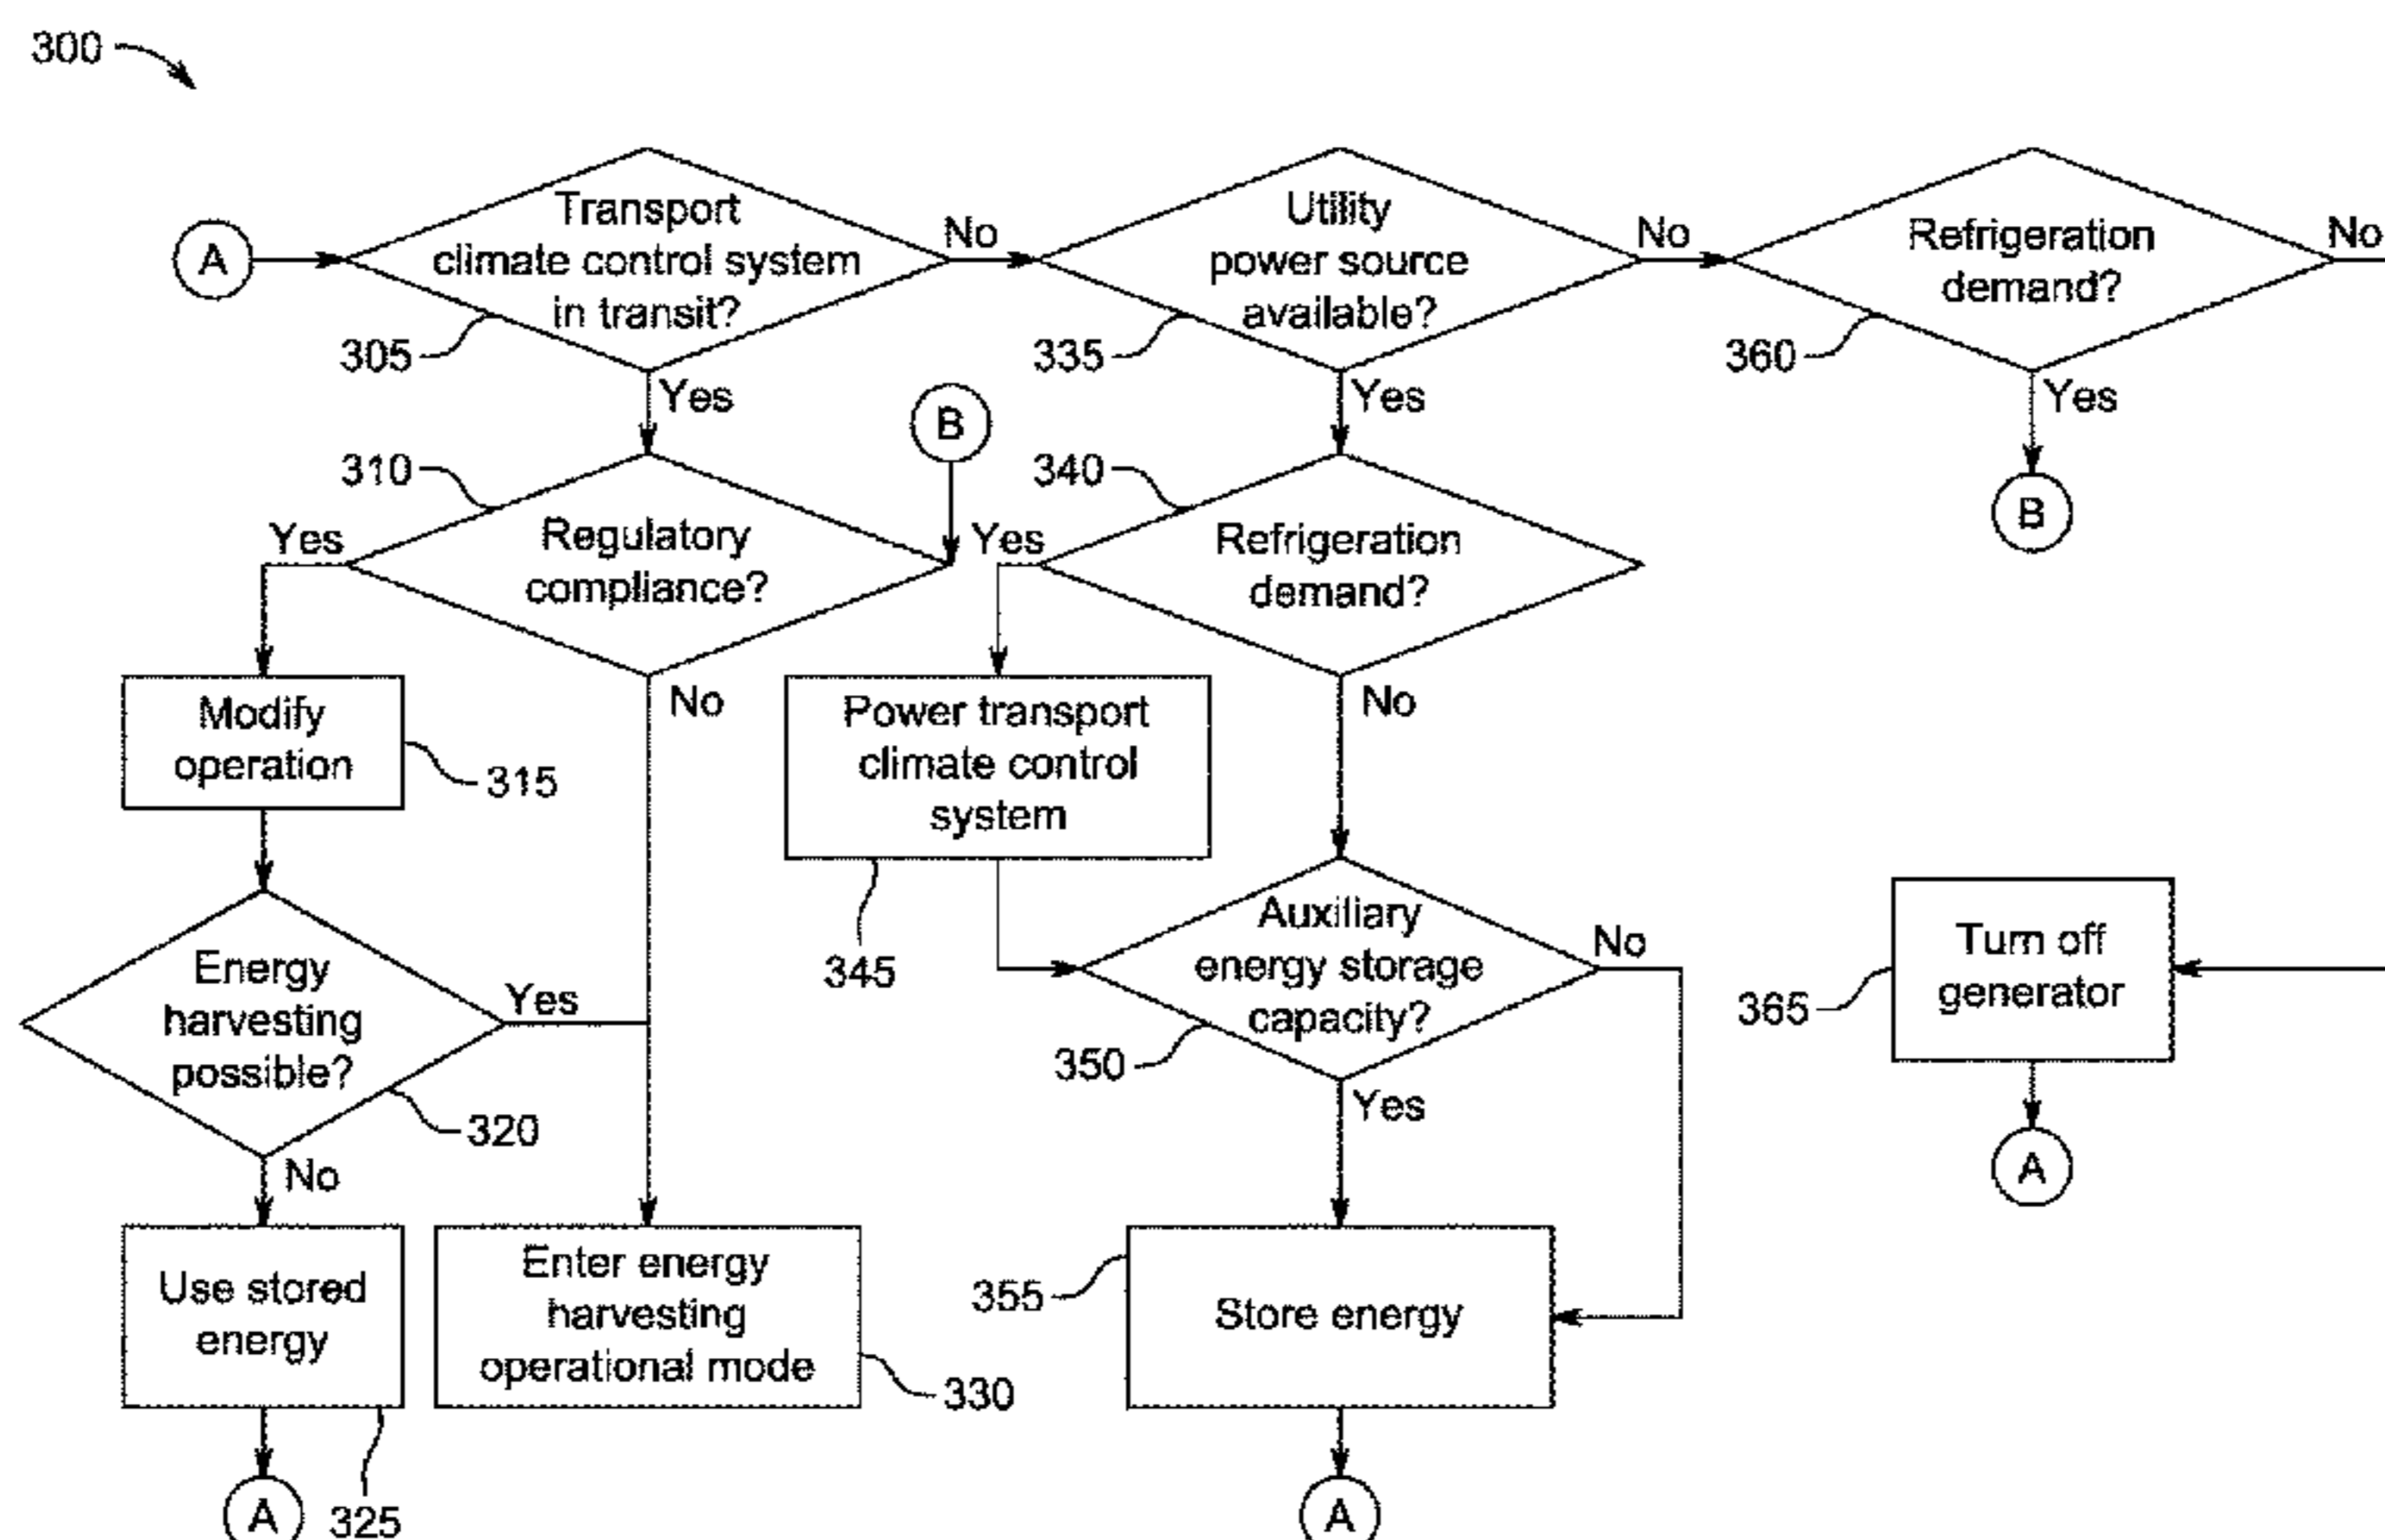 300
A
Transport
climate control system
in transit?
305
No
Yes
Utility
power source
available?
335
No
Yes
Refrigeration
demand?
360
No
Yes
B
B
310
Regulatory
compliance?
Yes
No
340
Refrigeration
demand?
Yes
No
Modify
operation
315
Power transport
climate control
system
345
Energy
harvesting
possible?
320
Yes
No
Auxiliary
energy storage
capacity?
350
No
Yes
Turn off
generator
365
A
Use stored
energy
325
A
Enter energy
harvesting
operational mode
330
Store energy
355
A